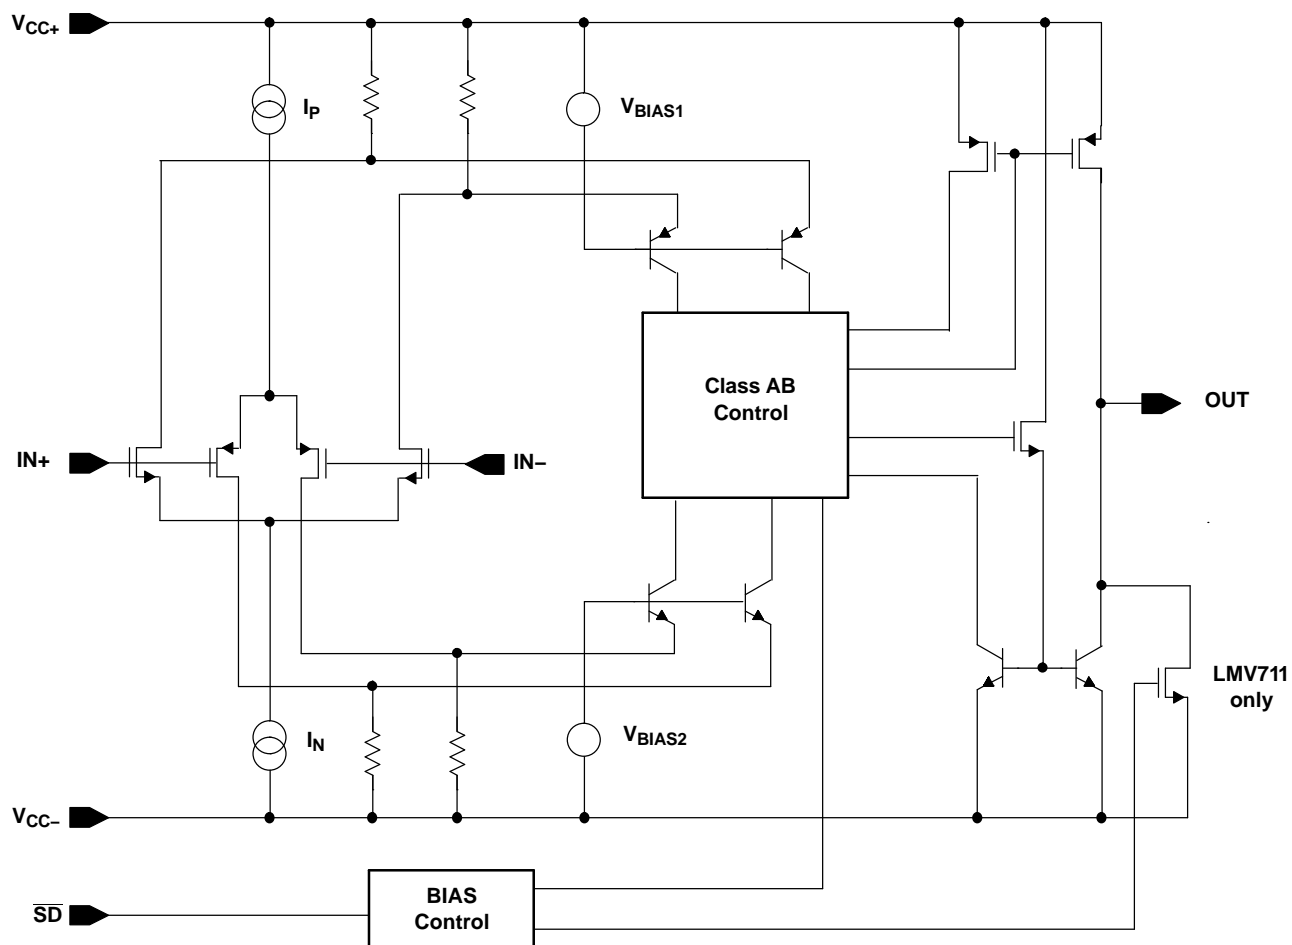 VCC+
IP
VBIAS1
Class AB
Control
OUT
IN+
IN–
LMV711
only
IN
VBIAS2
VCC–
SD
BIAS
Control